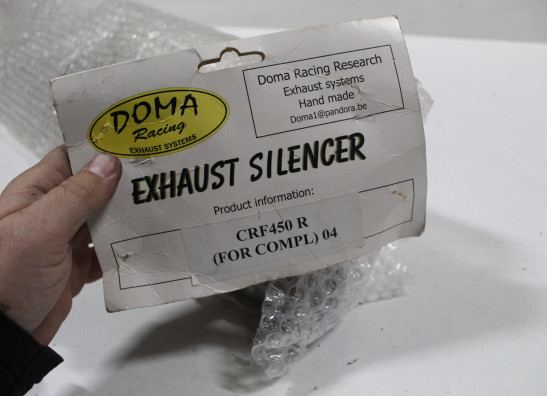 DOMA
Racing
EXHAUST SYSTEMS
Doma Racing Research
Exhaust systems
Hand made
Doma1@pandora.be
EXHAUST SILENCER
Product information:
CRF450 R
(FOR COMPL) 04